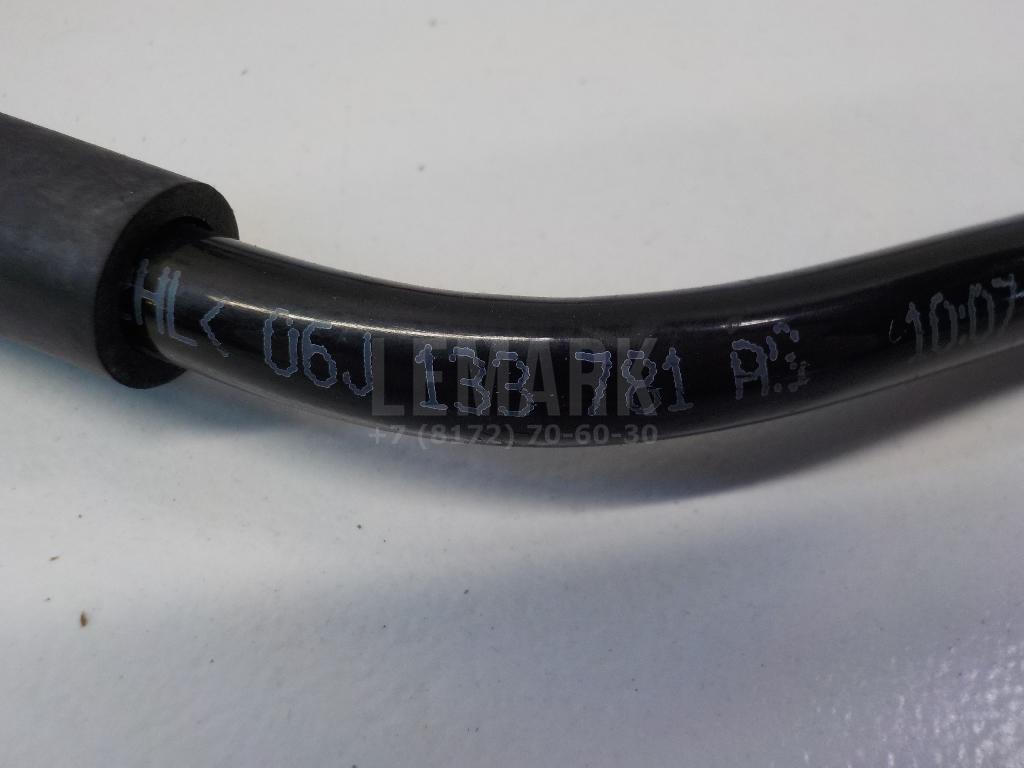 HL< 06J 133 781 A 10:07
LEMARK
+7 (8172) 70-60-30